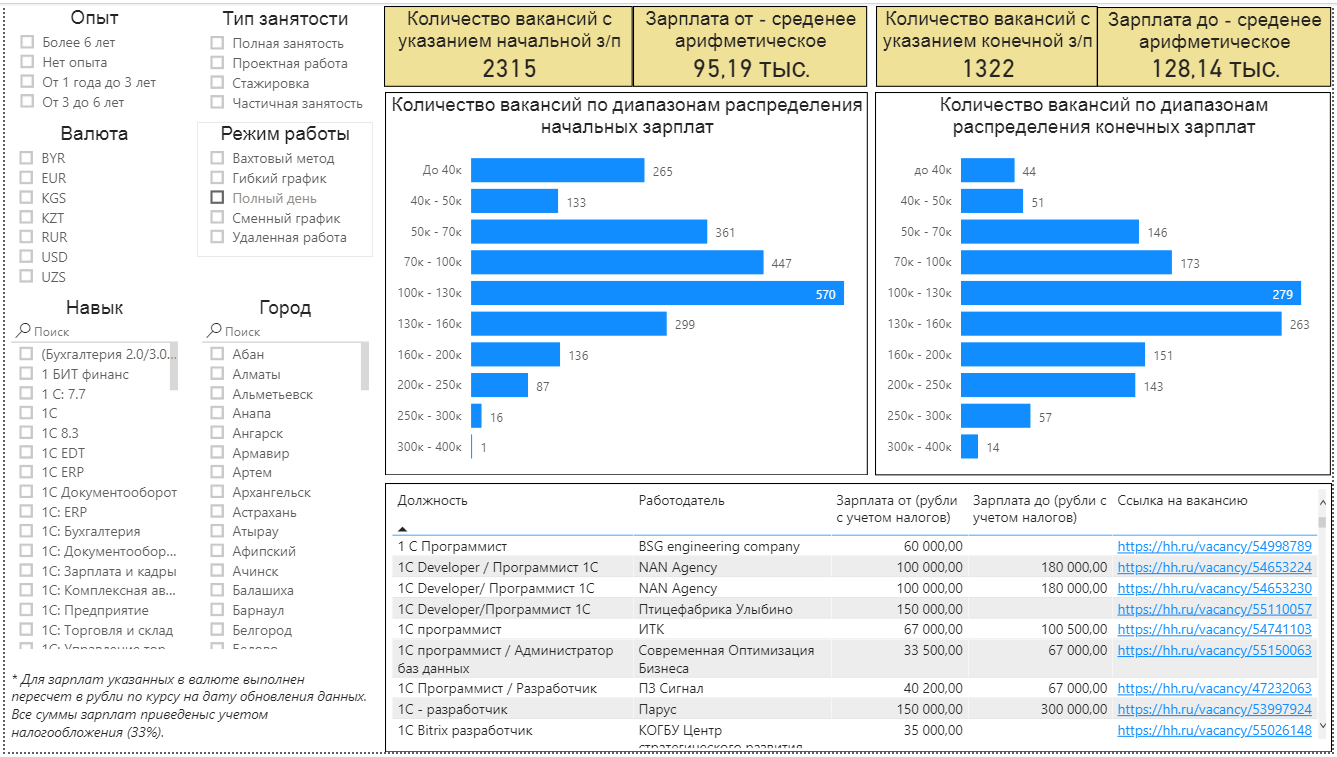 Опыт
Более 6 лет
Нет опыта
От 1 года до 3 лет
От 3 до 6 лет
Тип занятости
Полная занятость
Проектная работа
Стажировка
Частичная занятость
Валюта
BYR
EUR
KGS
KZT
RUR
USD
UZS
Режим работы
Вахтовый метод
Гибкий график
Полный день
Сменный график
Удаленная работа
Навык
Поиск
(Бухгалтерия 2.0/3.0...
1 БИТ финанс
1 С: 7.7
1С
1С 8.3
1С EDT
1С ERP
1С Документооборот
1С: ERP
1С: Бухгалтерия
1С: Документообор...
1С: Зарплата и кадры
1С: Комплексная ав...
1С: Предприятие
1С: Торговля и склад
Город
Поиск
Абан
Алматы
Альметьевск
Анапа
Ангарск
Армавир
Артем
Архангельск
Астрахань
Атырау
Афипский
Ачинск
Балашиха
Барнаул
Белгород
* Для зарплат указанных в валюте выполнен
пересчет в рубли по курсу на дату обновления данных.
Все суммы зарплат приведеныс учетом
налогообложения (33%).
Количество вакансий с
указанием начальной з/п
2315
Зарплата от - среденее
арифметическое
95,19 тыс.
Количество вакансий с
указанием конечной з/п
1322
Зарплата до - среденее
арифметическое
128,14 тыс.
Количество вакансий по диапазонам распределения
начальных зарплат
До 40к 265
40к - 50к 133
50к - 70к 361
70к - 100к 447
100к - 130к 570
130к - 160к 299
160к - 200к 136
200к - 250к 87
250к - 300к 16
300к - 400к 1
Количество вакансий по диапазонам
распределения конечных зарплат
до 40к 44
40к - 50к 51
50к - 70к 146
70к - 100к 173
100к - 130к 279
130к - 160к 263
160к - 200к 151
200к - 250к 143
250к - 300к 57
300к - 400к 14
Должность Работодатель Зарплата от (рубли Зарплата до (рубли с Ссылка на вакансию
с учетом налогов) учетом налогов)
1 С Программист BSG engineering company 60 000,00 https://hh.ru/vacancy/54998789
1С Developer / Программист 1С NAN Agency 100 000,00 180 000,00 https://hh.ru/vacancy/54653224
1С Developer/ Программист 1С NAN Agency 100 000,00 180 000,00 https://hh.ru/vacancy/54653230
1С Developer/Программист 1С Птицефабрика Улыбино 150 000,00 https://hh.ru/vacancy/55110057
1С программист ИТК 67 000,00 100 500,00 https://hh.ru/vacancy/54741103
1С программист / Администратор Современная Оптимизация 33 500,00 67 000,00 https://hh.ru/vacancy/55150063
баз данных Бизнеса
1С Программист / Разработчик ПЗ Сигнал 40 200,00 67 000,00 https://hh.ru/vacancy/47232063
1С - разработчик Парус 150 000,00 300 000,00 https://hh.ru/vacancy/53997924
1С Bitrix разработчик КОГБУ Центр 35 000,00 https://hh.ru/vacancy/55026148
стратегического развития